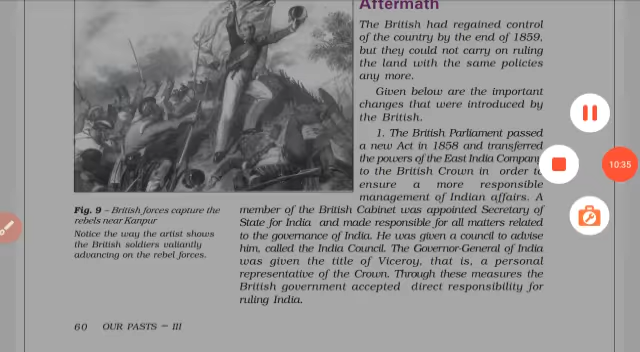 Aftermath
The British had regained control
of the country by the end of 1859,
but they could not carry on ruling
the land with the same policies
any more.
Given below are the important
changes that were introduced by
the British.
1. The British Parliament passed
a new Act in 1858 and transferred
the powers of the East India Company
to the British Crown in order to
ensure a more responsible
management of Indian affairs. A
member of the British Cabinet was appointed Secretary of
State for India and made responsible for all matters related
to the governance of India. He was given a council to advise
him, called the India Council. The Governor-General of India
was given the title of Viceroy, that is, a personal
representative of the Crown. Through these measures the
British government accepted direct responsibility for
ruling India.
Fig. 9 – British forces capture the
rebels near Kanpur
Notice the way the artist shows
the British soldiers valiantly
advancing on the rebel forces.
60 OUR PASTS – III
10:35